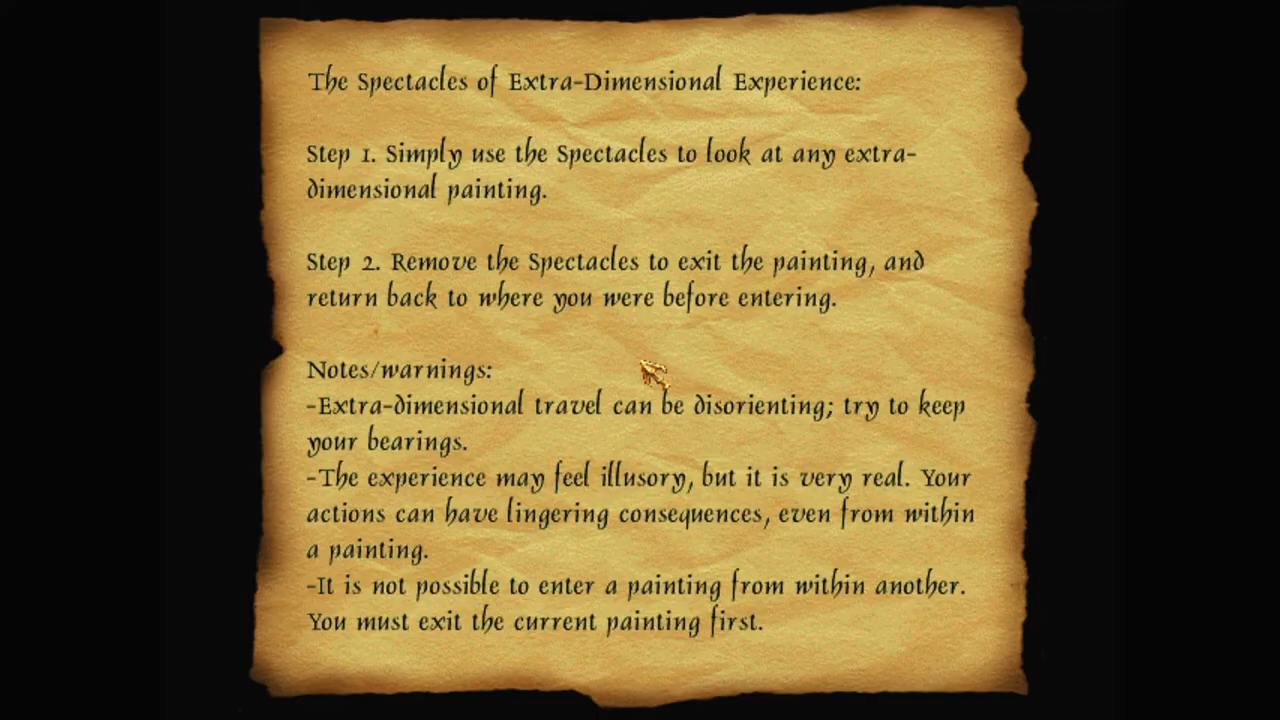 The Spectacles of Extra-Dimensional Experience:
Step 1. Simply use the Spectacles to look at any extra-
dimensional painting.
Step 2. Remove the Spectacles to exit the painting, and
return back to where you were before entering.
Notes/warnings:
-Extra-dimensional travel can be disorienting; try to keep
your bearings.
-The experience may feel illusory, but it is very real. Your
actions can have lingering consequences, even from within
a painting.
-It is not possible to enter a painting from within another.
You must exit the current painting first.